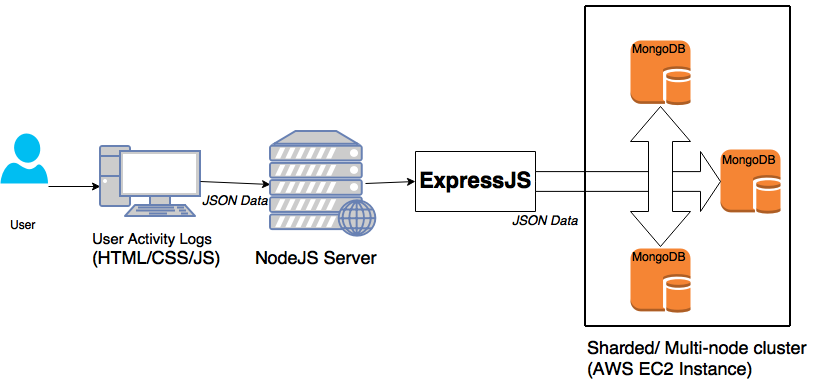 User
User Activity Logs
(HTML/CSS/JS)
JSON Data
NodeJS Server
ExpressJS
JSON Data
MongoDB
MongoDB
MongoDB
Sharded/ Multi-node cluster
(AWS EC2 Instance)